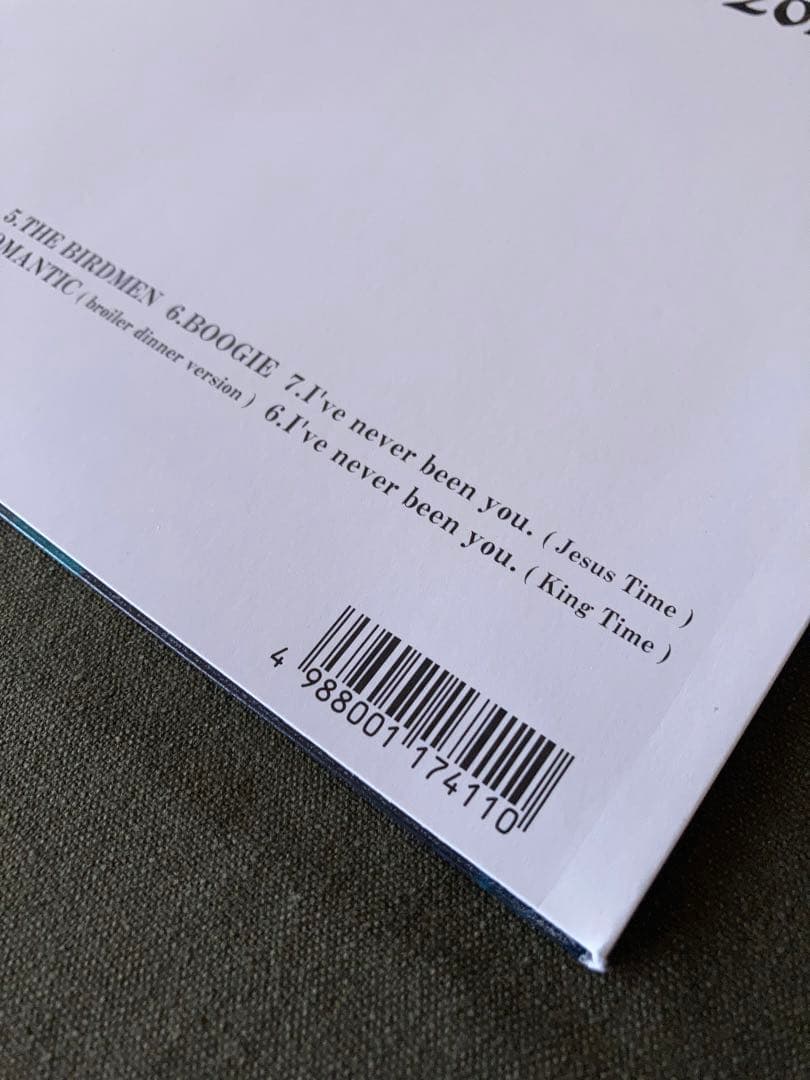 5.THE BIRDMEN 6.BOOGIE 7.I've never been you. ( Jesus Time )
( broiler dinner version ) 6.I've never been you. ( King Time )
4 988001 174110